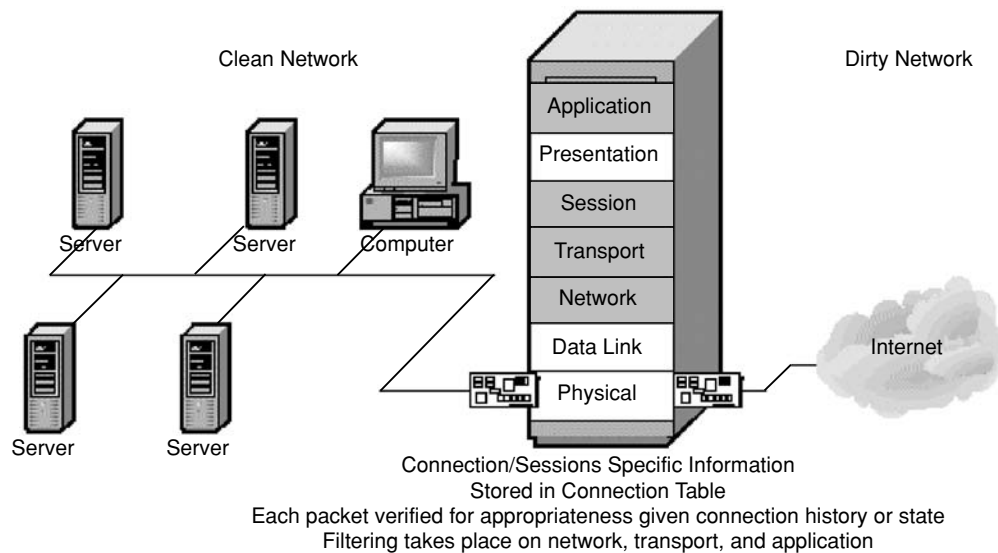 Clean Network
Dirty Network
Application
Presentation
Session
Transport
Network
Data Link
Physical
Server
Server
Computer
Server
Server
Internet
Connection/Sessions Specific Information
Stored in Connection Table
Each packet verified for appropriateness given connection history or state
Filtering takes place on network, transport, and application